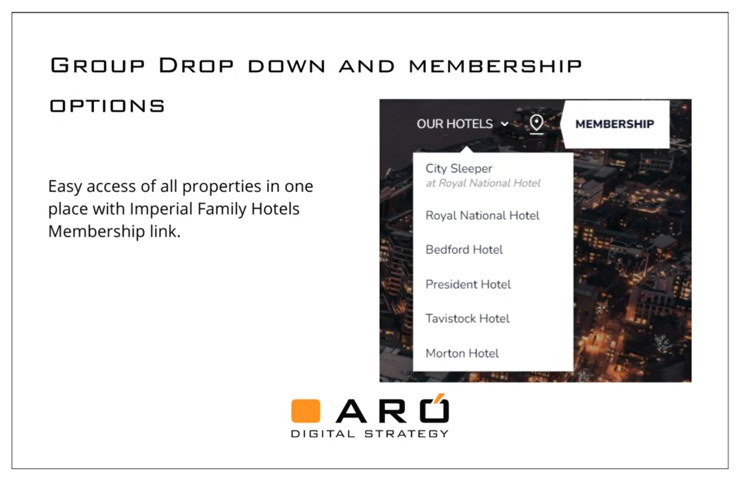 Group Drop down and membership
options
Easy access of all properties in one
place with Imperial Family Hotels
Membership link.
OUR HOTELS
MEMBERSHIP
City Sleeper
at Royal National Hotel
Royal National Hotel
Bedford Hotel
President Hotel
Tavistock Hotel
Morton Hotel
ARÓ
DIGITAL STRATEGY